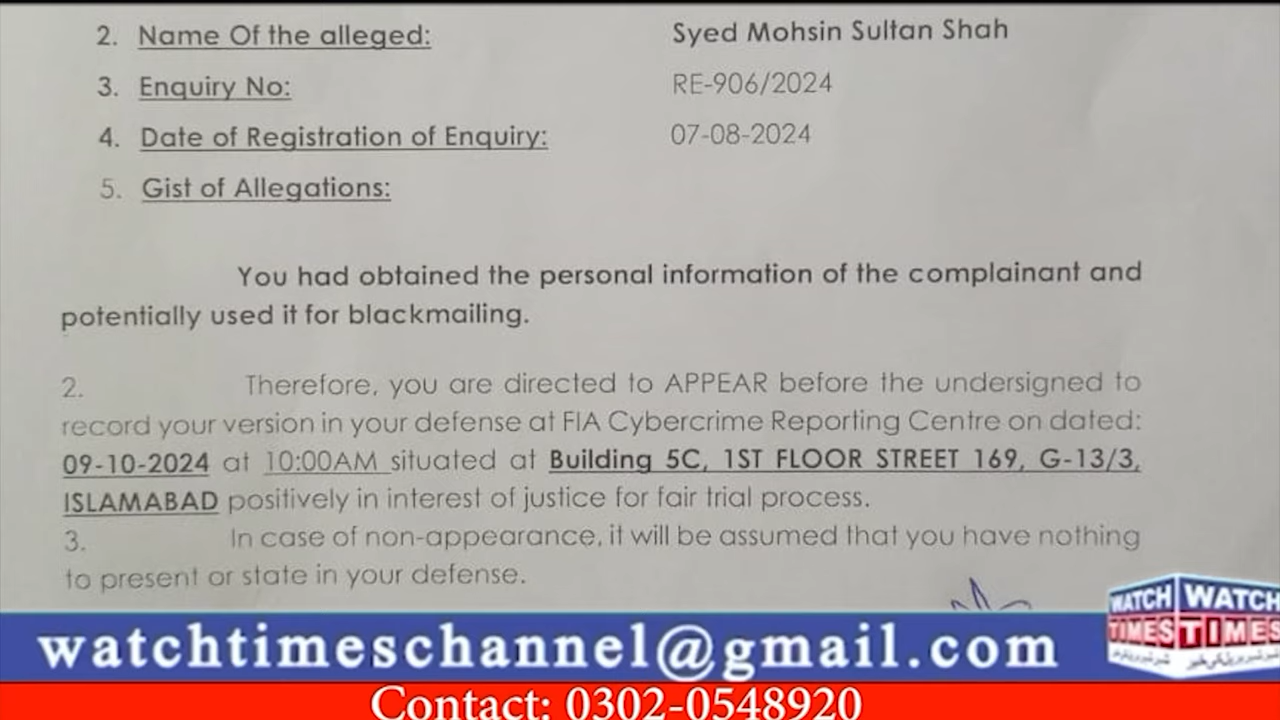 2. Name Of the alleged: Syed Mohsin Sultan Shah
3. Enquiry No: RE-906/2024
4. Date of Registration of Enquiry: 07-08-2024
5. Gist of Allegations:
You had obtained the personal information of the complainant and
potentially used it for blackmailing.
2. Therefore, you are directed to APPEAR before the undersigned to
record your version in your defense at FIA Cybercrime Reporting Centre on dated:
09-10-2024 at 10:00AM situated at Building 5C, 1ST FLOOR STREET 169, G-13/3,
ISLAMABAD positively in interest of justice for fair trial process.
3. In case of non-appearance, it will be assumed that you have nothing
to present or state in your defense.
WATCH WATCH
TIMES TIMES
watchtimeschannel@gmail.com
Contact: 0302-0548920